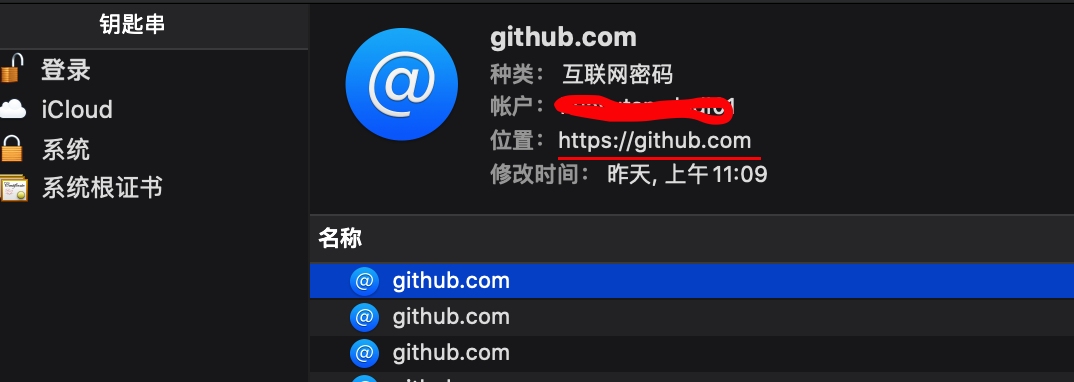 钥匙串
登录
iCloud
系统
系统根证书
github.com
种类： 互联网密码
帐户：
位置： https://github.com
修改时间： 昨天, 上午 11:09
名称
github.com
github.com
github.com